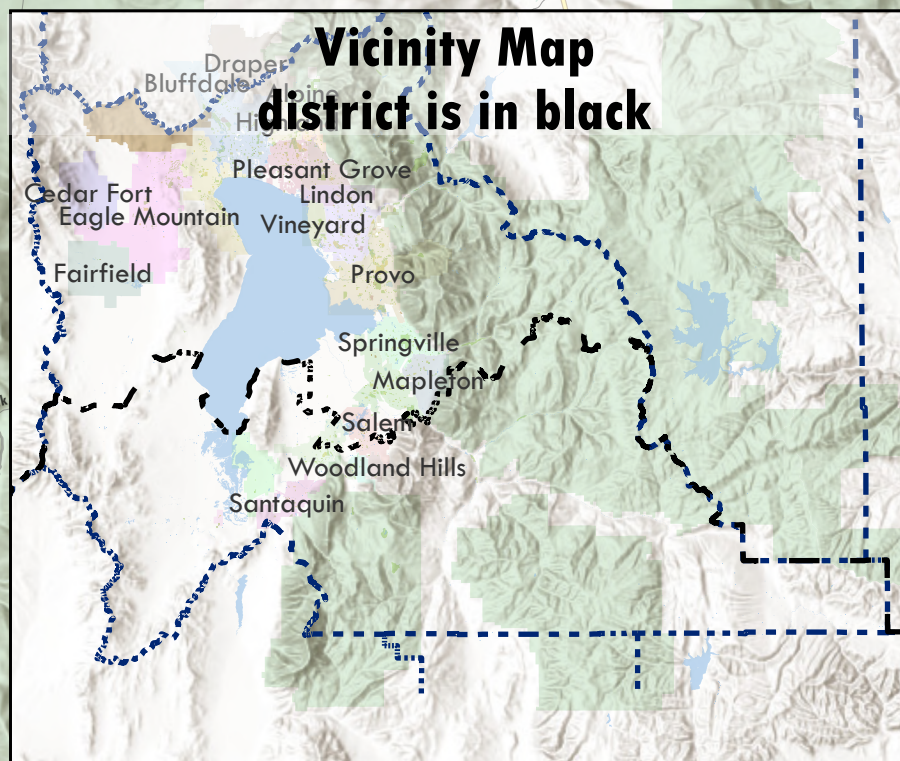 Vicinity Map
district is in black
Draper
Bluffdale
Alpine
Highland
Pleasant Grove
Cedar Fort
Lindon
Eagle Mountain
Vineyard
Fairfield
Provo
Springville
Mapleton
Salem
Woodland Hills
Santaquin